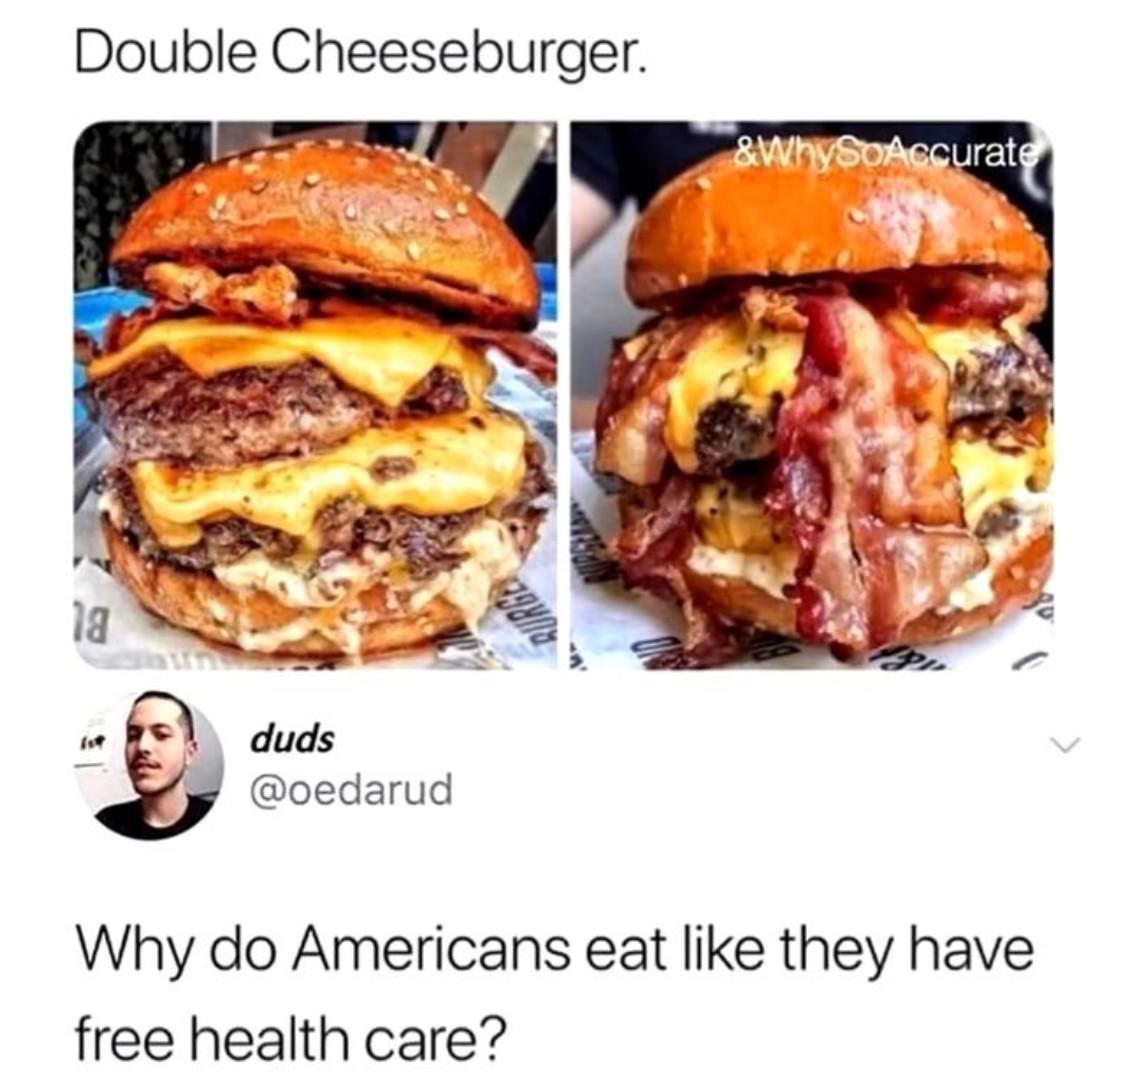 Double Cheeseburger.
&WhySoAccurate
duds
@oedarud
Why do Americans eat like they have
free health care?